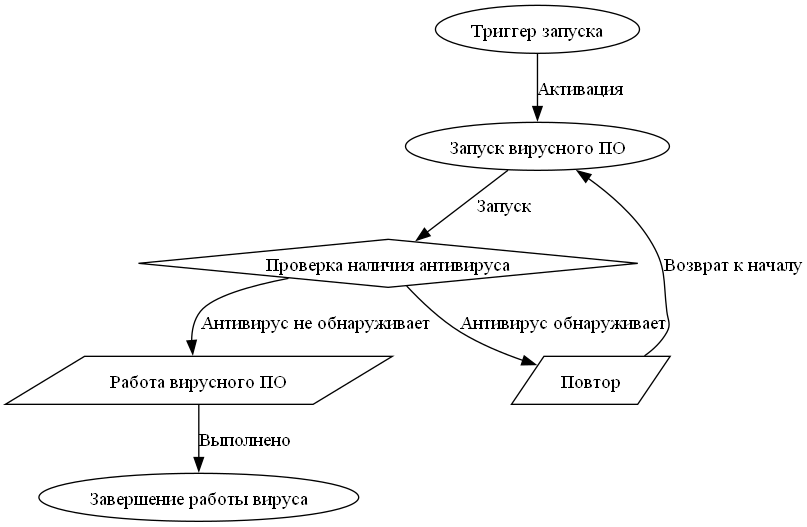 Триггер запуска
Активация
Запуск вирусного ПО
Запуск
Проверка наличия антивируса
Возврат к началу
Антивирус не обнаруживает
Антивирус обнаруживает
Работа вирусного ПО
Повтор
Выполнено
Завершение работы вируса